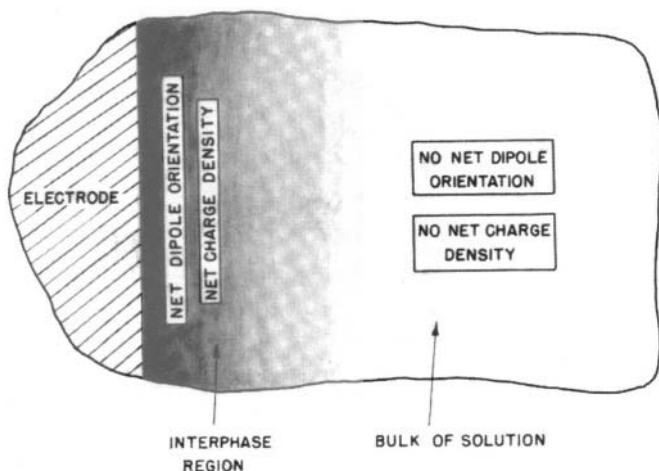 ELECTRODE
NET DIPOLE ORIENTATION
NET CHARGE DENSITY
NO NET DIPOLE
ORIENTATION
NO NET CHARGE
DENSITY
INTERPHASE
REGION
BULK OF SOLUTION